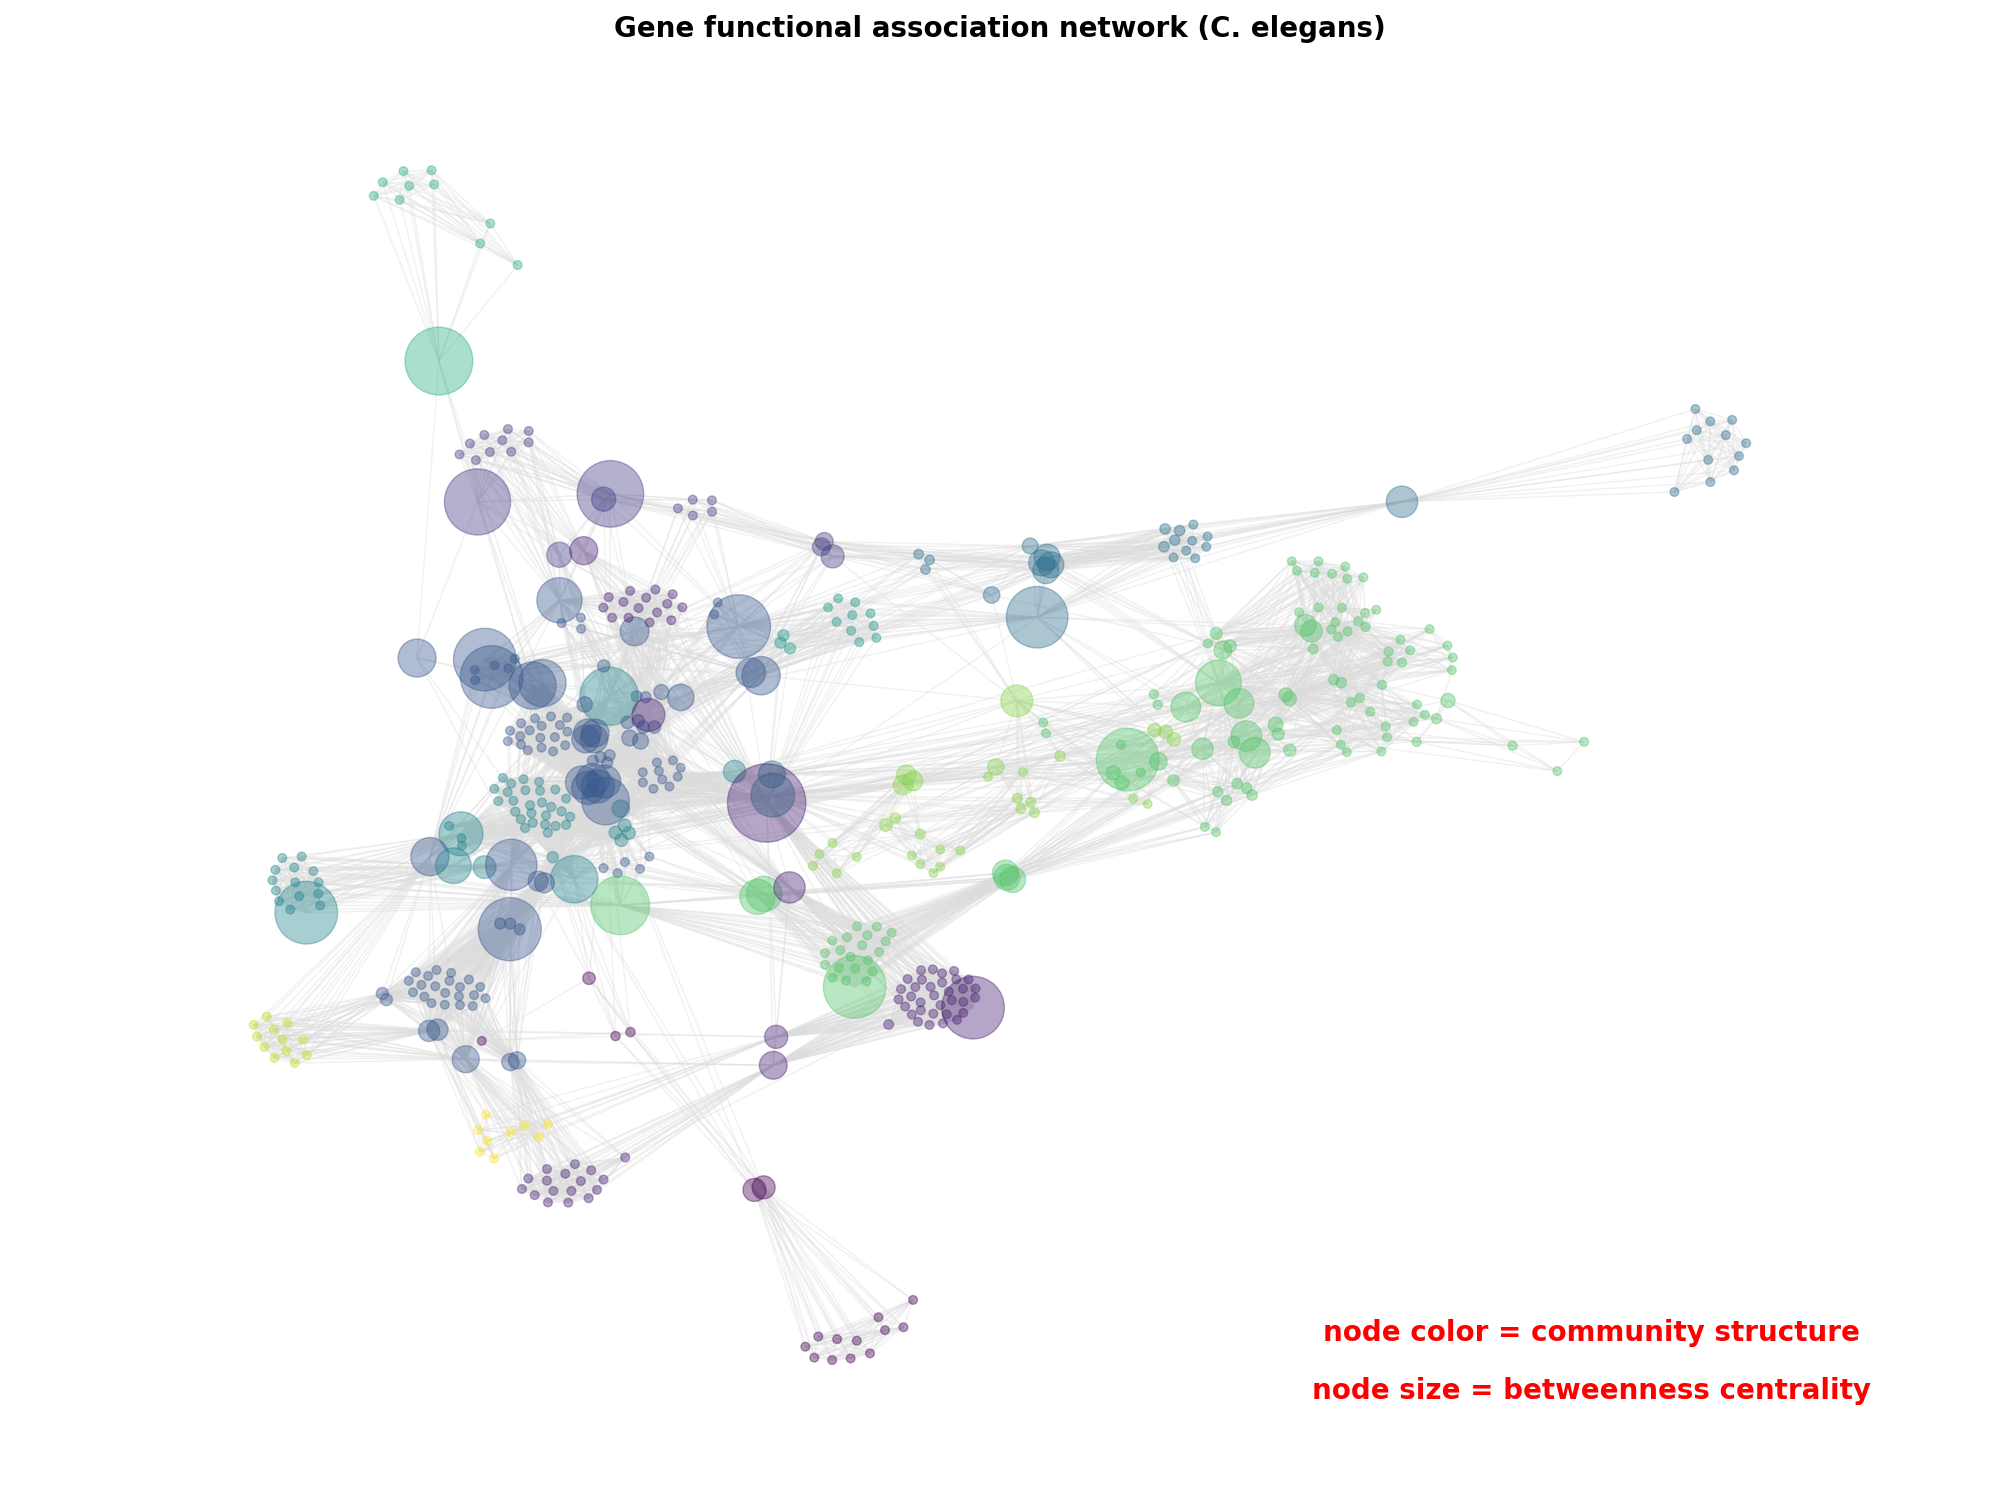 Gene functional association network (C. elegans)
node color = community structure
node size = betweenness centrality